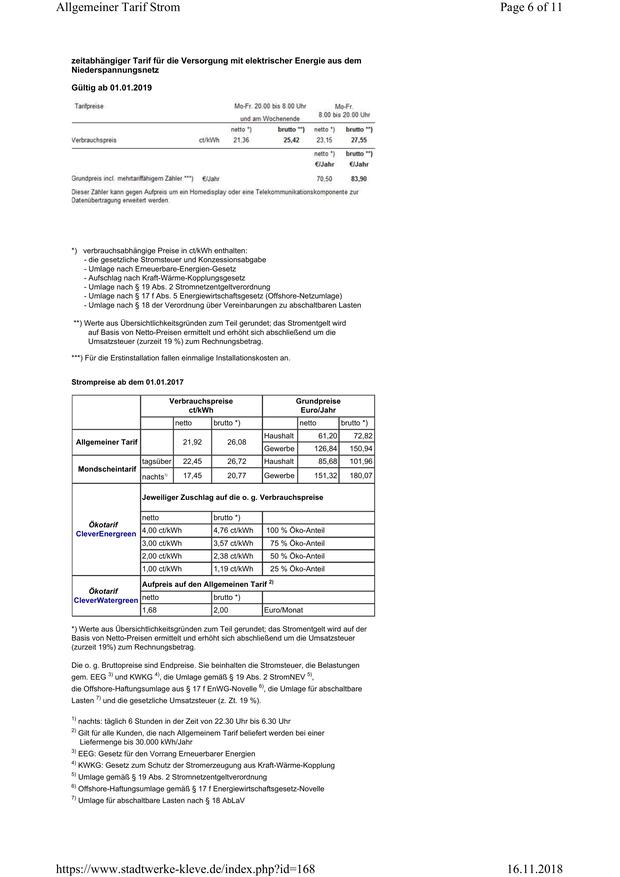 Allgemeiner Tarif Strom Page 6 of 11
zeitabhängiger Tarif für die Versorgung mit elektrischer Energie aus dem
Niederspannungsnetz
Gültig ab 01.01.2019
Tarifpreise Mo-Fr. 20.00 bis 8.00 Uhr Mo-Fr.
und am Wochenende 8.00 bis 20.00 Uhr
netto *) brutto **) netto *) brutto **)
Verbrauchspreis ct/kWh 21,36 25,42 23,15 27,55
netto *) brutto **)
€/Jahr €/Jahr
Grundpreis incl. mehrtariffähigem Zähler ***) €/Jahr 70,50 83,90
Dieser Zähler kann gegen Aufpreis um ein Homedisplay oder eine Telekommunikationskomponente zur
Datenübertragung erweitert werden.
*) verbrauchsabhängige Preise in ct/kWh enthalten:
- die gesetzliche Stromsteuer und Konzessionsabgabe
- Umlage nach Erneuerbare-Energien-Gesetz
- Aufschlag nach Kraft-Wärme-Kopplungsgesetz
- Umlage nach § 19 Abs. 2 Stromnetzentgeltverordnung
- Umlage nach § 17 f Abs. 5 Energiewirtschaftsgesetz (Offshore-Netzumlage)
- Umlage nach § 18 der Verordnung über Vereinbarungen zu abschaltbaren Lasten
**) Werte aus Übersichtlichkeitsgründen zum Teil gerundet; das Stromentgelt wird
auf Basis von Netto-Preisen ermittelt und erhöht sich abschließend um die
Umsatzsteuer (zurzeit 19 %) zum Rechnungsbetrag.
***) Für die Erstinstallation fallen einmalige Installationskosten an.
Strompreise ab dem 01.01.2017
Verbrauchspreise Grundpreise
ct/kWh Euro/Jahr
netto brutto *) netto brutto *)
Allgemeiner Tarif 21,92 26,08 Haushalt 61,20 72,82
Gewerbe 126,84 150,94
Mondscheintarif tagsüber 22,45 26,72 Haushalt 85,68 101,96
nachts1) 17,45 20,77 Gewerbe 151,32 180,07
Jeweiliger Zuschlag auf die o. g. Verbrauchspreise
netto brutto *)
Ökotarif
CleverEnergreen
4,00 ct/kWh 4,76 ct/kWh 100 % Öko-Anteil
3,00 ct/kWh 3,57 ct/kWh 75 % Öko-Anteil
2,00 ct/kWh 2,38 ct/kWh 50 % Öko-Anteil
1,00 ct/kWh 1,19 ct/kWh 25 % Öko-Anteil
Ökotarif
CleverWatergreen
Aufpreis auf den Allgemeinen Tarif 2)
netto brutto *)
1,68 2,00 Euro/Monat
*) Werte aus Übersichtlichkeitsgründen zum Teil gerundet; das Stromentgelt wird auf der
Basis von Netto-Preisen ermittelt und erhöht sich abschließend um die Umsatzsteuer
(zurzeit 19%) zum Rechnungsbetrag.
Die o. g. Bruttopreise sind Endpreise. Sie beinhalten die Stromsteuer, die Belastungen
gem. EEG 3) und KWKG 4), die Umlage gemäß § 19 Abs. 2 StromNEV 5),
die Offshore-Haftungsumlage aus § 17 f EnWG-Novelle 6), die Umlage für abschaltbare
Lasten 7) und die gesetzliche Umsatzsteuer (z. Zt. 19 %).
1) nachts: täglich 6 Stunden in der Zeit von 22.30 Uhr bis 6.30 Uhr
2) Gilt für alle Kunden, die nach Allgemeinem Tarif beliefert werden bei einer
Liefermenge bis 30.000 kWh/Jahr
3) EEG: Gesetz für den Vorrang Erneuerbarer Energien
4) KWKG: Gesetz zum Schutz der Stromerzeugung aus Kraft-Wärme-Kopplung
5) Umlage gemäß § 19 Abs. 2 Stromnetzentgeltverordnung
6) Offshore-Haftungsumlage gemäß § 17 f Energiewirtschaftsgesetz-Novelle
7) Umlage für abschaltbare Lasten nach § 18 AbLaV
https://www.stadtwerke-kleve.de/index.php?id=168 16.11.2018